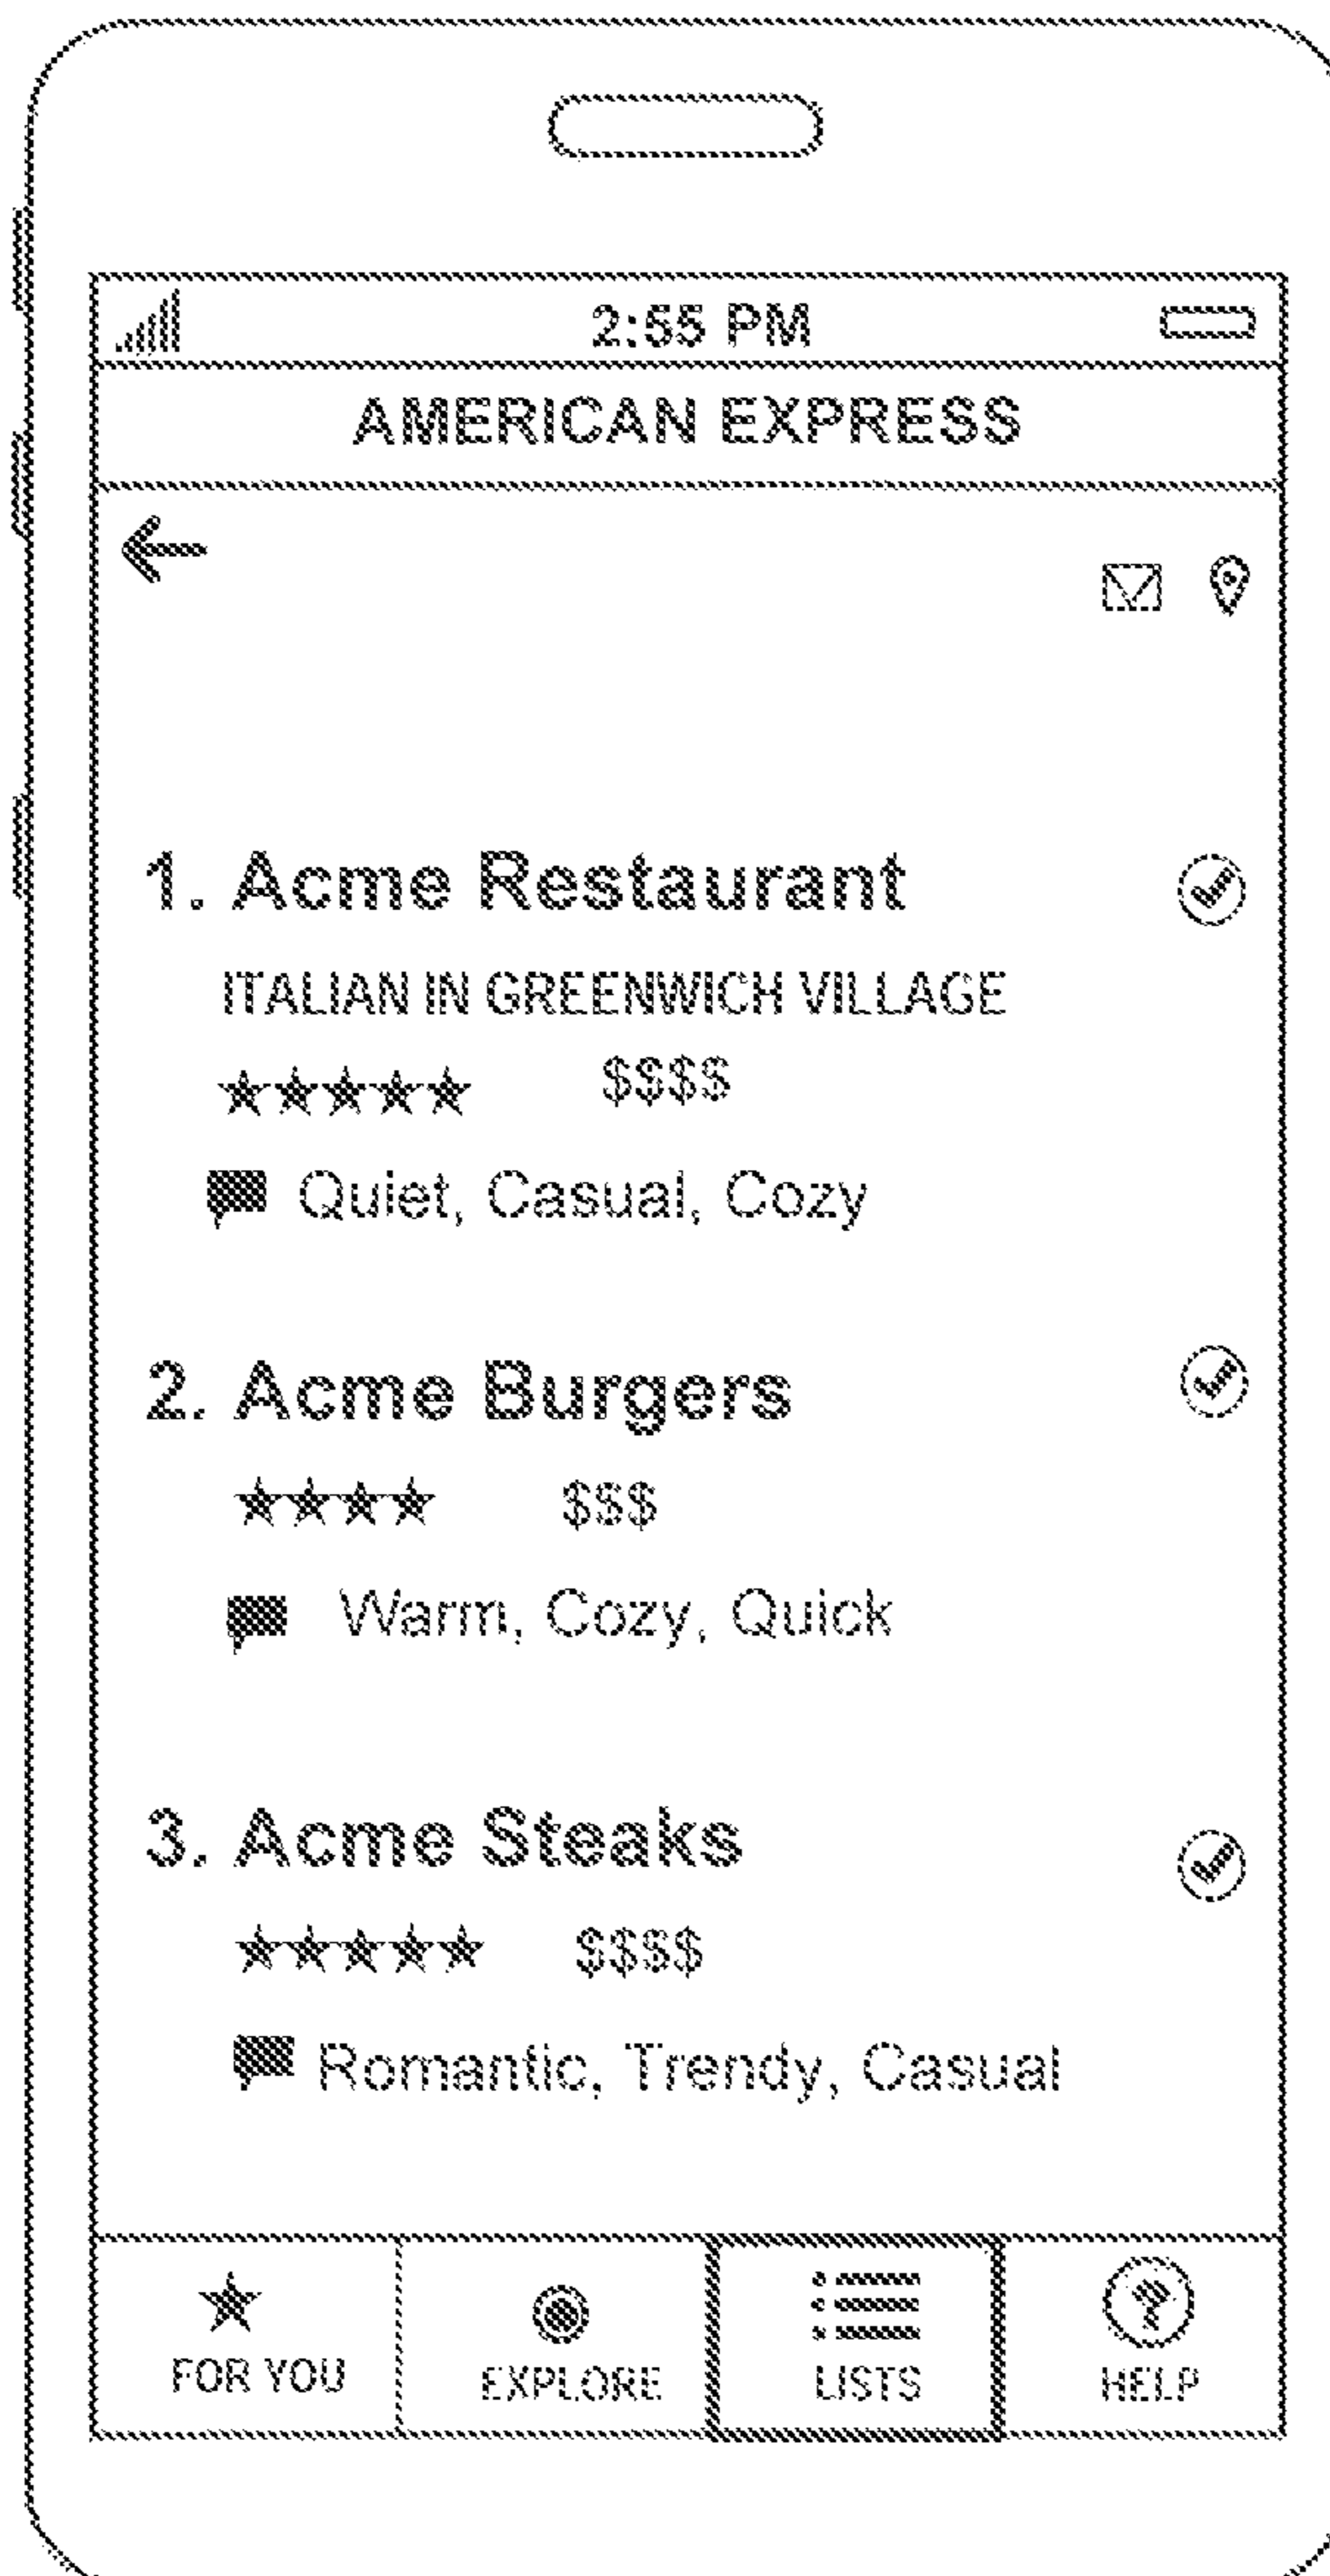 2:55 PM
AMERICAN EXPRESS
1. Acme Restaurant
ITALIAN IN GREENWICH VILLAGE
★★★★★ $$$$
Quiet, Casual, Cozy
2. Acme Burgers
★★★★ $$$
Warm, Cozy, Quick
3. Acme Steaks
★★★★★ $$$$
Romantic, Trendy, Casual
FOR YOU EXPLORE LISTS HELP